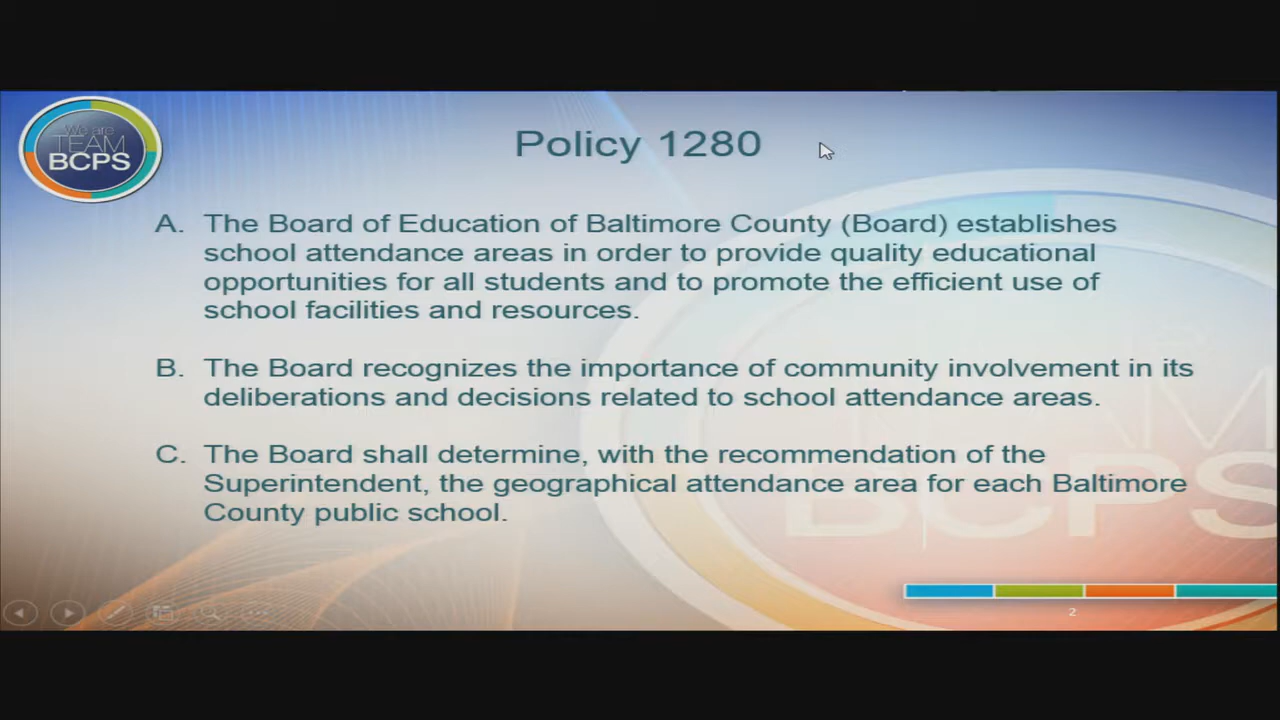 We are
TEAM
BCPS
Policy 1280
A. The Board of Education of Baltimore County (Board) establishes
school attendance areas in order to provide quality educational
opportunities for all students and to promote the efficient use of
school facilities and resources.
B. The Board recognizes the importance of community involvement in its
deliberations and decisions related to school attendance areas.
C. The Board shall determine, with the recommendation of the
Superintendent, the geographical attendance area for each Baltimore
County public school.
TEAM
BCPS
2